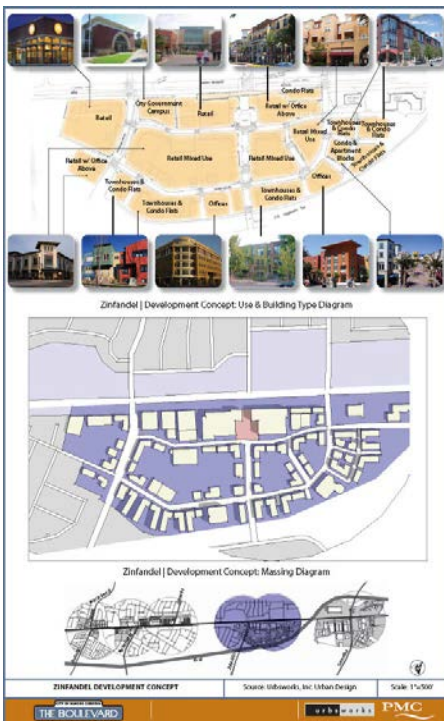 Condo Flats
City Government
Campus
Retail
Retail
Retail w/ Office
Above
Retail Mixed
Use
Townhouses
& Condo
Flats
Townhouses
& Condo
Flats
Condo &
Apartment
Blocks
Townhouses &
Condo Flats
Retail Mixed Use
Retail Mixed Use
Retail w/ Office
Above
Townhouses &
Condo Flats
Townhouses &
Condo Flats
Offices
Townhouses &
Condo Flats
Offices
Zinfandel | Development Concept: Use & Building Type Diagram
Zinfandel | Development Concept: Massing Diagram
ZINFANDEL DEVELOPMENT CONCEPT
Source: Urbsworks, Inc. Urban Design
Scale: 1"=500'
THE BOULEVARD
urbsworks
PMC